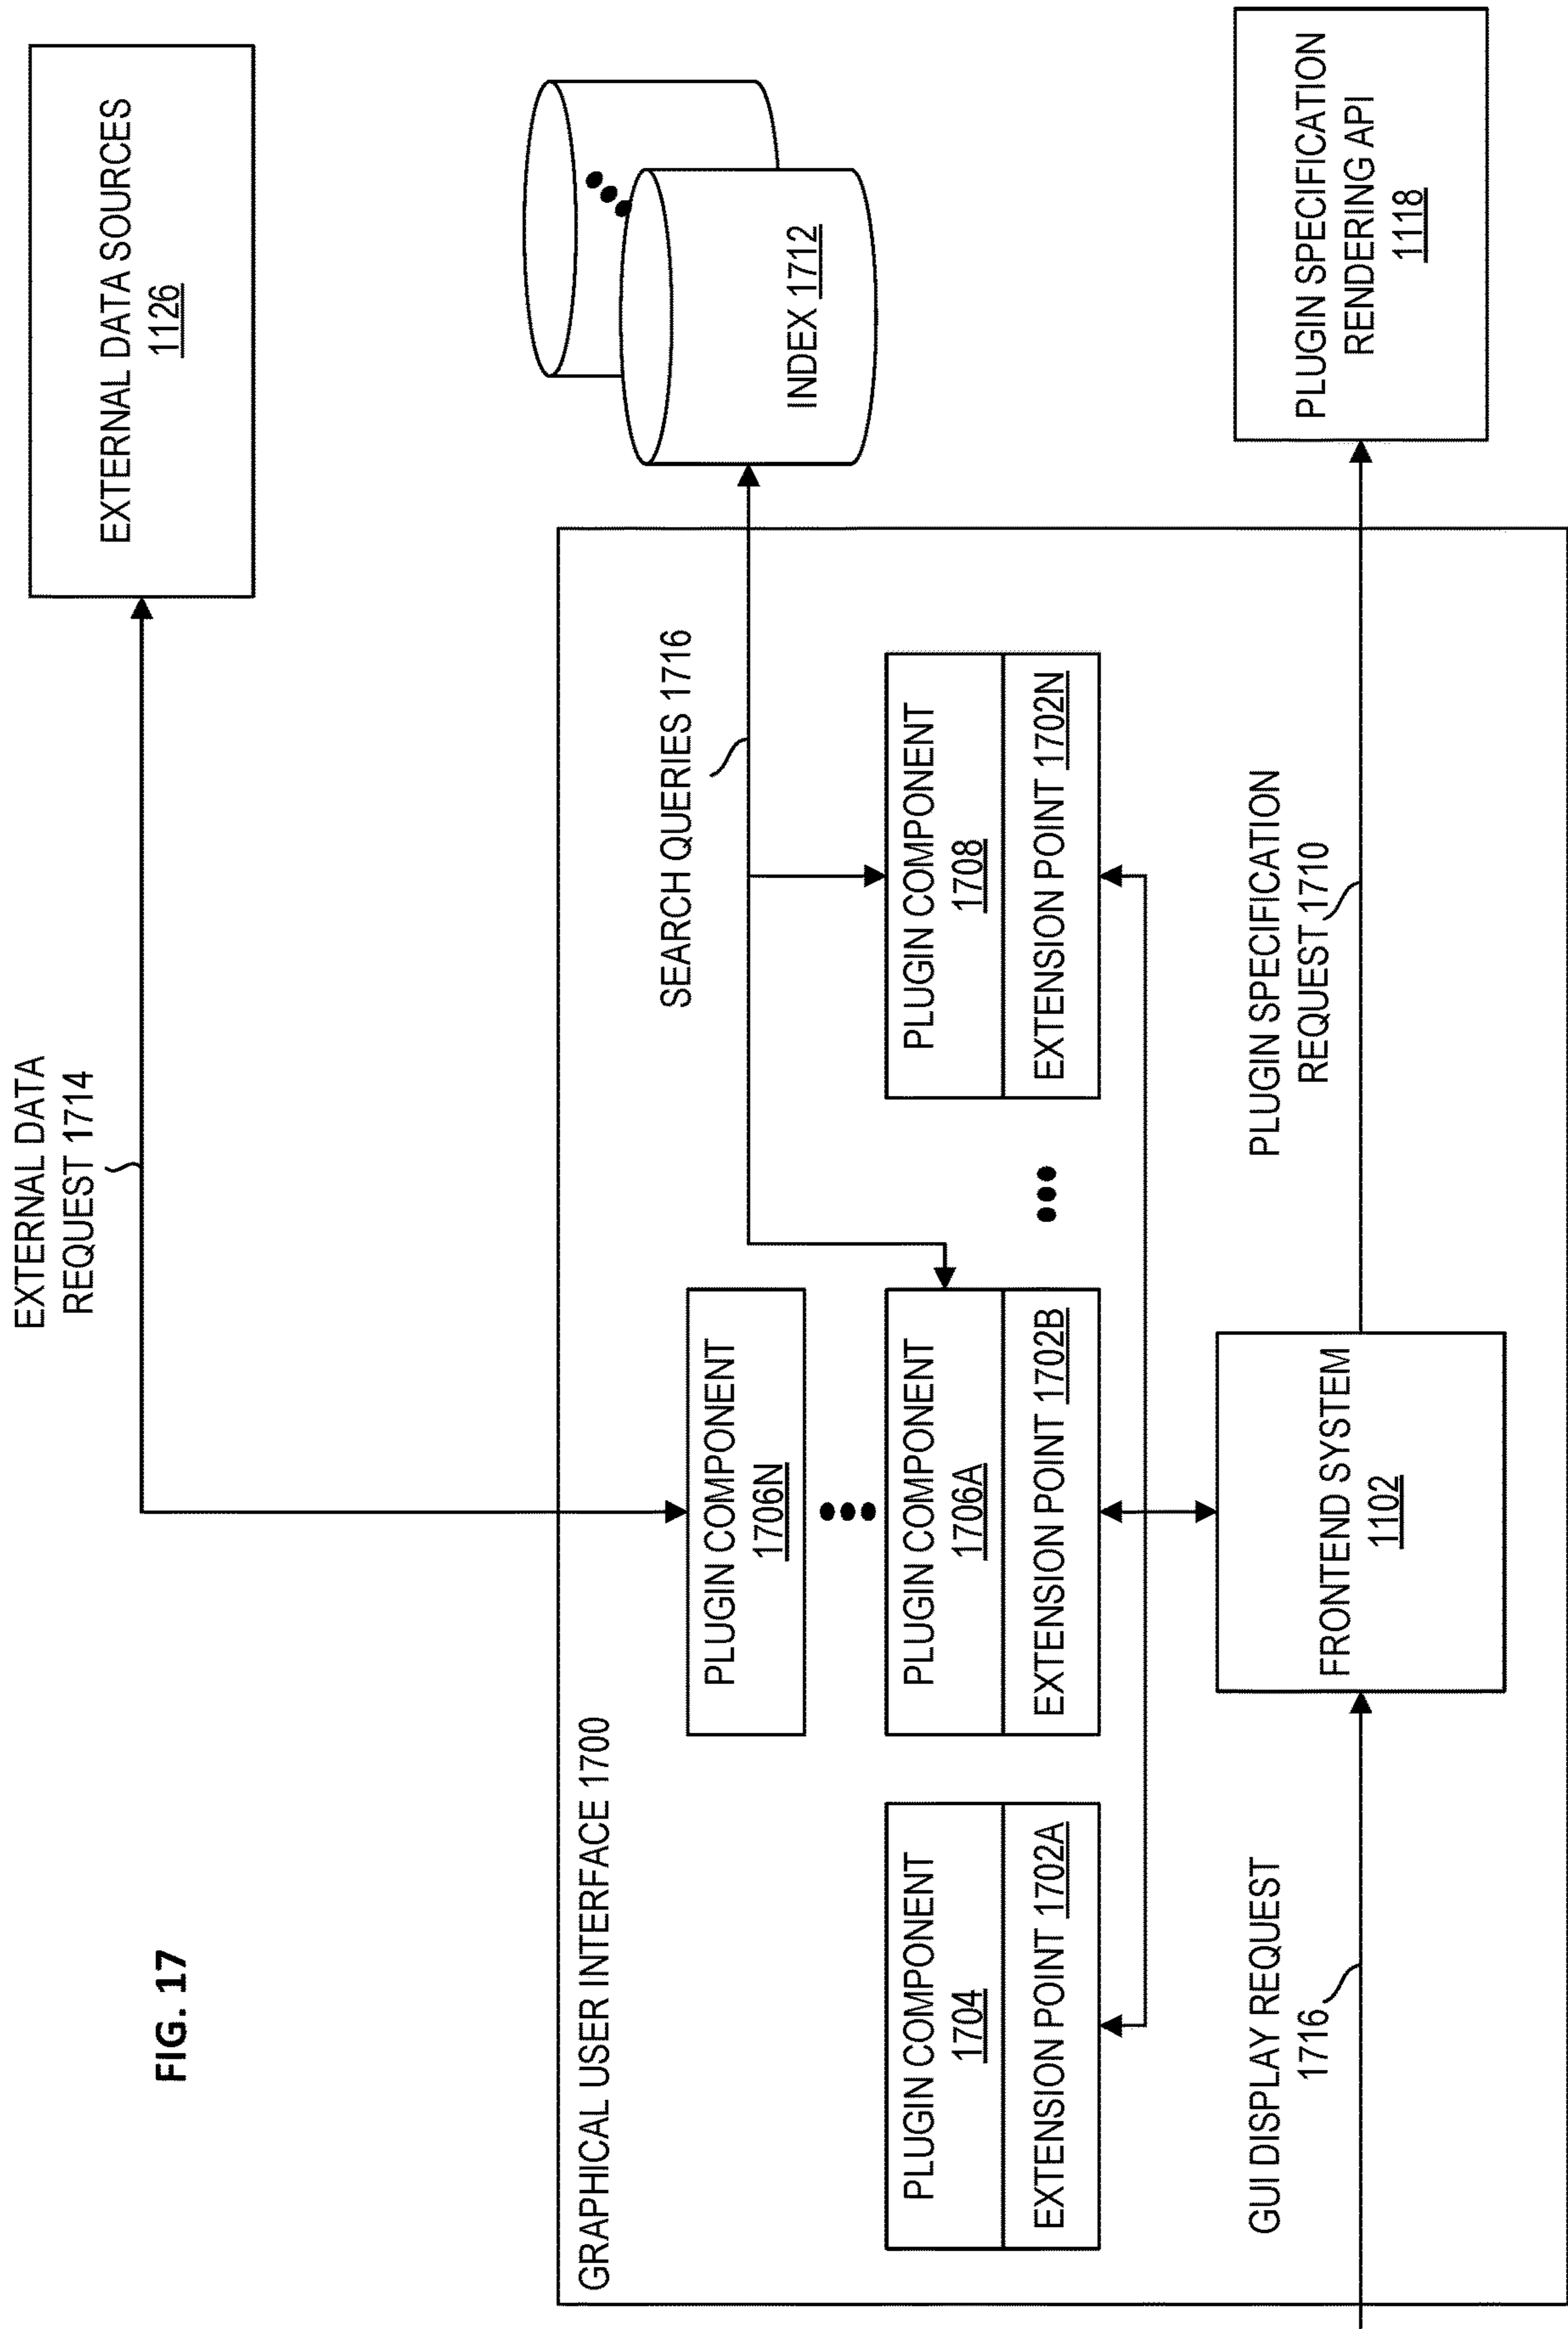 FIG. 17
EXTERNAL DATA
REQUEST 1714
EXTERNAL DATA SOURCES
1126
GRAPHICAL USER INTERFACE 1700
SEARCH QUERIES 1716
INDEX 1712
PLUGIN COMPONENT
1706N
PLUGIN COMPONENT
1704
EXTENSION POINT 1702A
PLUGIN COMPONENT
1706A
EXTENSION POINT 1702B
PLUGIN COMPONENT
1708
EXTENSION POINT 1702N
GUI DISPLAY REQUEST
1716
FRONTEND SYSTEM
1102
PLUGIN SPECIFICATION
REQUEST 1710
PLUGIN SPECIFICATION
RENDERING API
1118